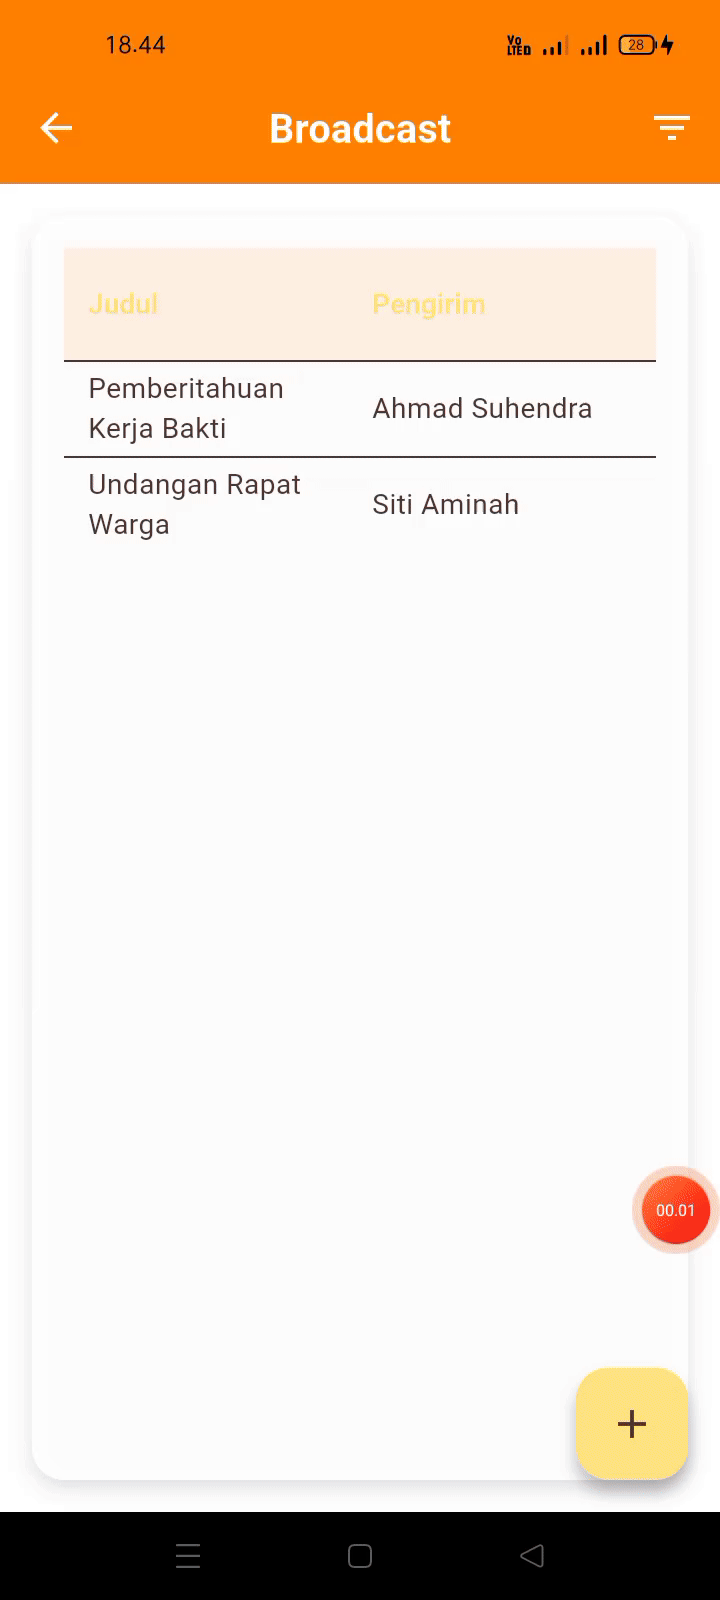 18.44
Vo
LTED
28
Broadcast
Judul
Pengirim
Pemberitahuan
Kerja Bakti
Ahmad Suhendra
Undangan Rapat
Warga
Siti Aminah
00.01